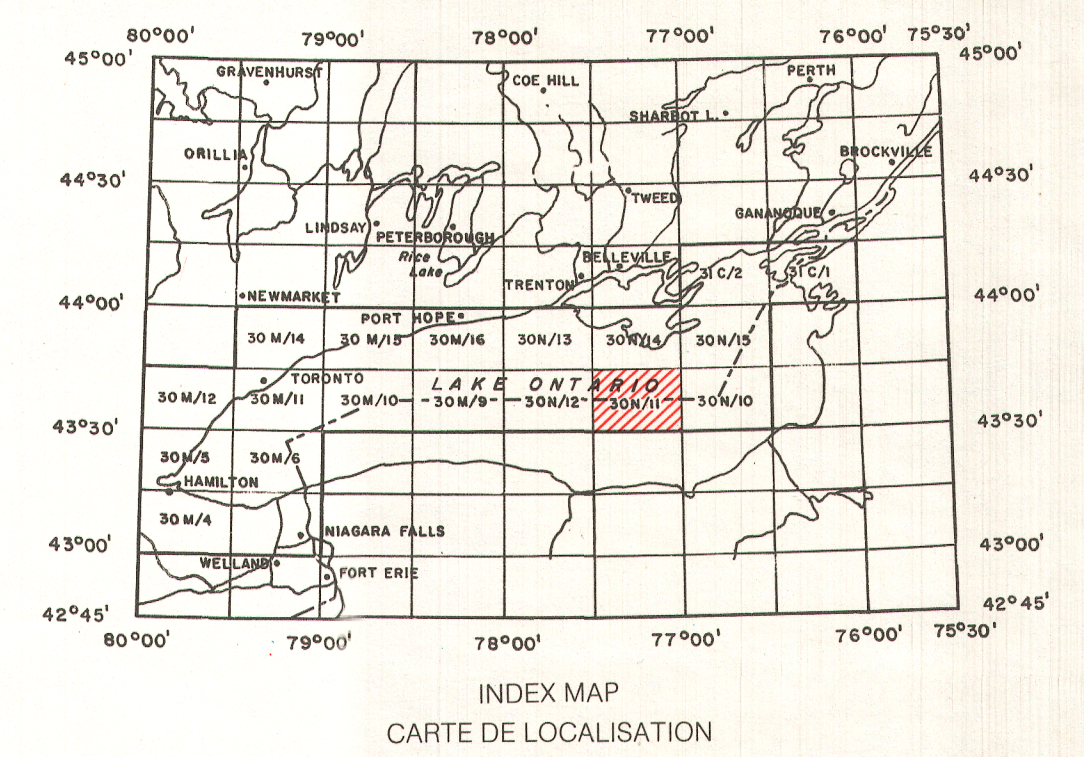 80°00' 79°00' 78°00' 77°00' 76°00' 75°30'
45°00' 45°00'
GRAVENHURST COE HILL PERTH
SHARBOT L.
ORILLIA BROCKVILLE
44°30' 44°30'
TWEED
GANANOQUE
LINDSAY PETERBOROUGH
Rice
Lake
BELLEVILLE
TRENTON 31 C/2 31 C/1
NEWMARKET
44°00' 44°00'
PORT HOPE
30 M/14 30 M/15 30M/16 30N/13 30N/14 30N/15
TORONTO LAKE ONTARIO
30 M/12 30M/11 30M/10 30M/9 30N/12 30N/11 30N/10
43°30' 43°30'
30 M/5 30M/6
HAMILTON
30 M/4
NIAGARA FALLS
43°00' 43°00'
WELLAND FORT ERIE
42°45' 42°45'
80°00' 79°00' 78°00' 77°00' 76°00' 75°30'
INDEX MAP
CARTE DE LOCALISATION